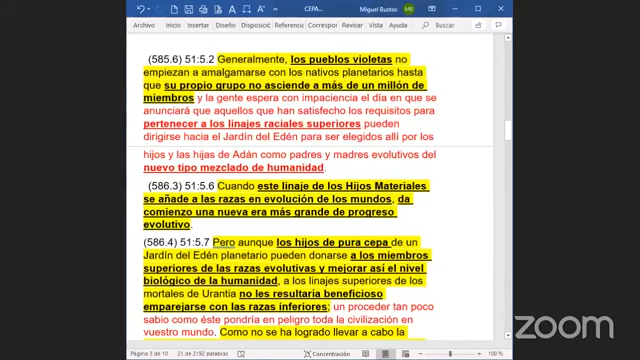 CEPA...
Miguel Bustos
MB
Archivo Inicio Insertar Diseño Disposici Referencia Correspor Revisar Vista Ayuda
(585.6) 51:5.2 Generalmente, los pueblos violetas no
empiezan a amalgamarse con los nativos planetarios hasta
que su propio grupo no asciende a más de un millón de
miembros y la gente espera con impaciencia el día en que se
anunciará que aquellos que han satisfecho los requisitos para
pertenecer a los linajes raciales superiores pueden
dirigirse hacia el Jardín del Edén para ser elegidos allí por los
hijos y las hijas de Adán como padres y madres evolutivos del
nuevo tipo mezclado de humanidad.
(586.3) 51:5.6 Cuando este linaje de los Hijos Materiales
se añade a las razas en evolución de los mundos, da
comienzo una nueva era más grande de progreso
evolutivo.
(586.4) 51:5.7 Pero aunque los hijos de pura cepa de un
Jardín del Edén planetario pueden donarse a los miembros
superiores de las razas evolutivas y mejorar así el nivel
biológico de la humanidad, a los linajes superiores de los
mortales de Urantia no les resultaría beneficioso
emparejarse con las razas inferiores; un proceder tan poco
sabio como éste pondría en peligro toda la civilización en
vuestro mundo. Como no se ha logrado llevar a cabo la
Página 3 de 10 21 de 2192 palabras Concentración 100 %
zoom